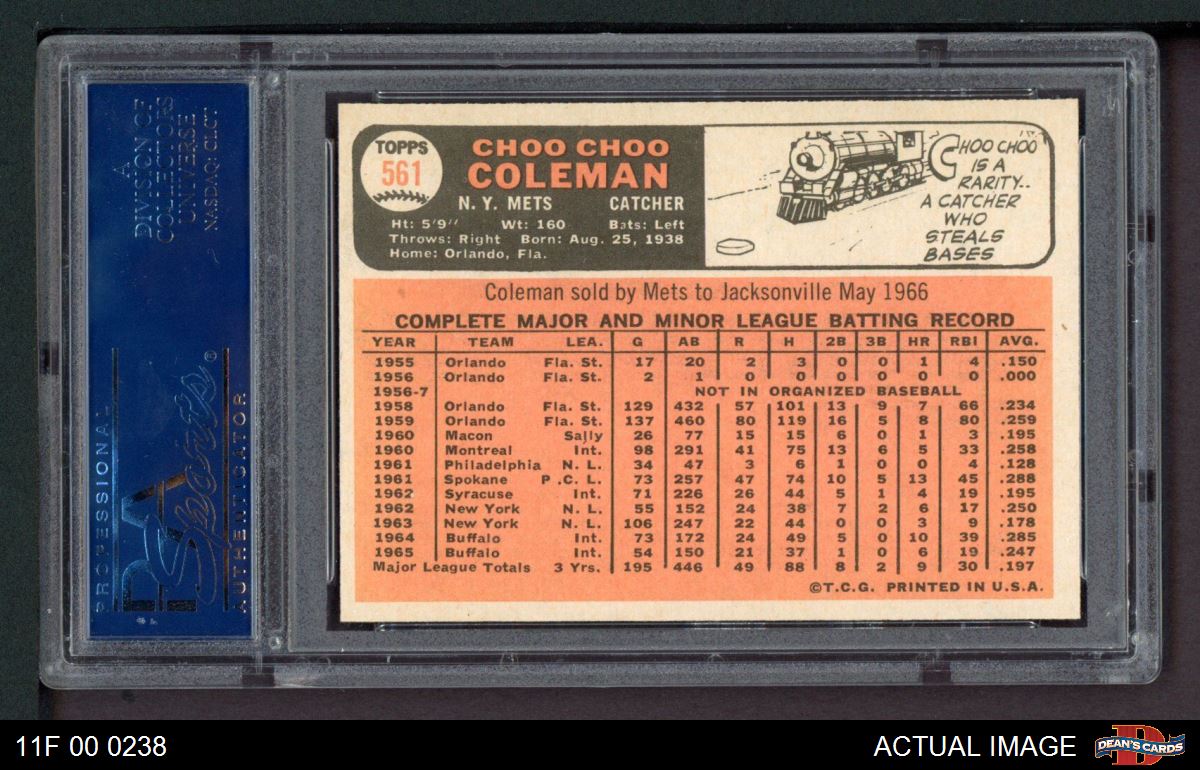 A
DIVISION OF
COLLECTORS
UNIVERSE
NASDAQ: CLCT
PROFESSIONAL
PSA
Sports®
AUTHENTICATOR
TOPPS
561
CHOO CHOO
COLEMAN
N. Y. METS CATCHER
Ht: 5'9" Wt: 160 Bats: Left
Throws: Right Born: Aug. 25, 1938
Home: Orlando, Fla.
CHOO CHOO
IS A
RARITY..
A CATCHER
WHO
STEALS
BASES
Coleman sold by Mets to Jacksonville May 1966
COMPLETE MAJOR AND MINOR LEAGUE BATTING RECORD
YEAR TEAM LEA. G AB R H 2B 3B HR RBI AVG.
1955 Orlando Fla. St. 17 20 2 3 0 0 1 4 .150
1956 Orlando Fla. St. 2 1 0 0 0 0 0 0 .000
1956-7 NOT IN ORGANIZED BASEBALL
1958 Orlando Fla. St. 129 432 57 101 13 9 7 66 .234
1959 Orlando Fla. St. 137 460 80 119 16 5 8 80 .259
1960 Macon Sally 26 77 15 15 6 0 1 3 .195
1960 Montreal Int. 98 291 41 75 13 6 5 33 .258
1961 Philadelphia N. L. 34 47 3 6 1 0 0 4 .128
1961 Spokane P .C. L. 73 257 47 74 10 5 13 45 .288
1962 Syracuse Int. 71 226 26 44 5 1 4 19 .195
1962 New York N. L. 55 152 24 38 7 2 6 17 .250
1963 New York N. L. 106 247 22 44 0 0 3 9 .178
1964 Buffalo Int. 73 172 24 49 5 0 10 39 .285
1965 Buffalo Int. 54 150 21 37 1 0 6 19 .247
Major League Totals 3 Yrs. 195 446 49 88 8 2 9 30 .197
©T.C.G. PRINTED IN U.S.A.
11F 00 0238
ACTUAL IMAGE
DEAN'S CARDS